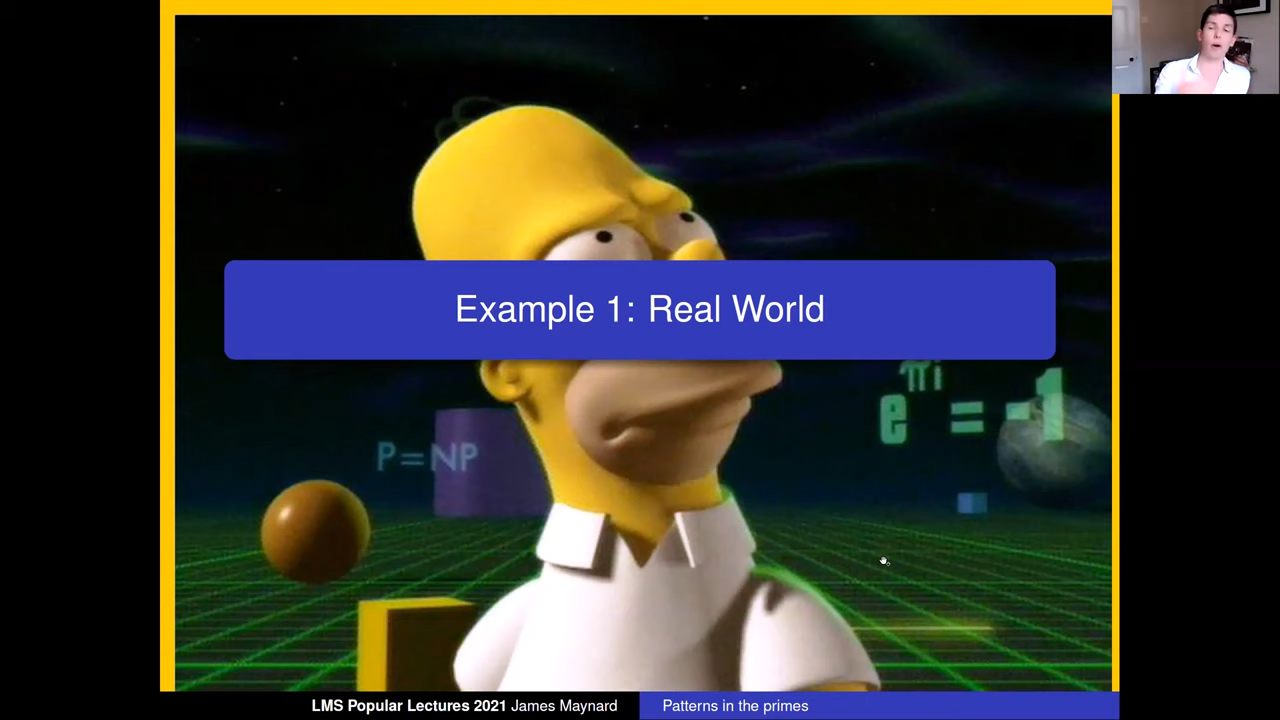 Example 1: Real World
P=NP
e^πi = -1
LMS Popular Lectures 2021 James Maynard
Patterns in the primes